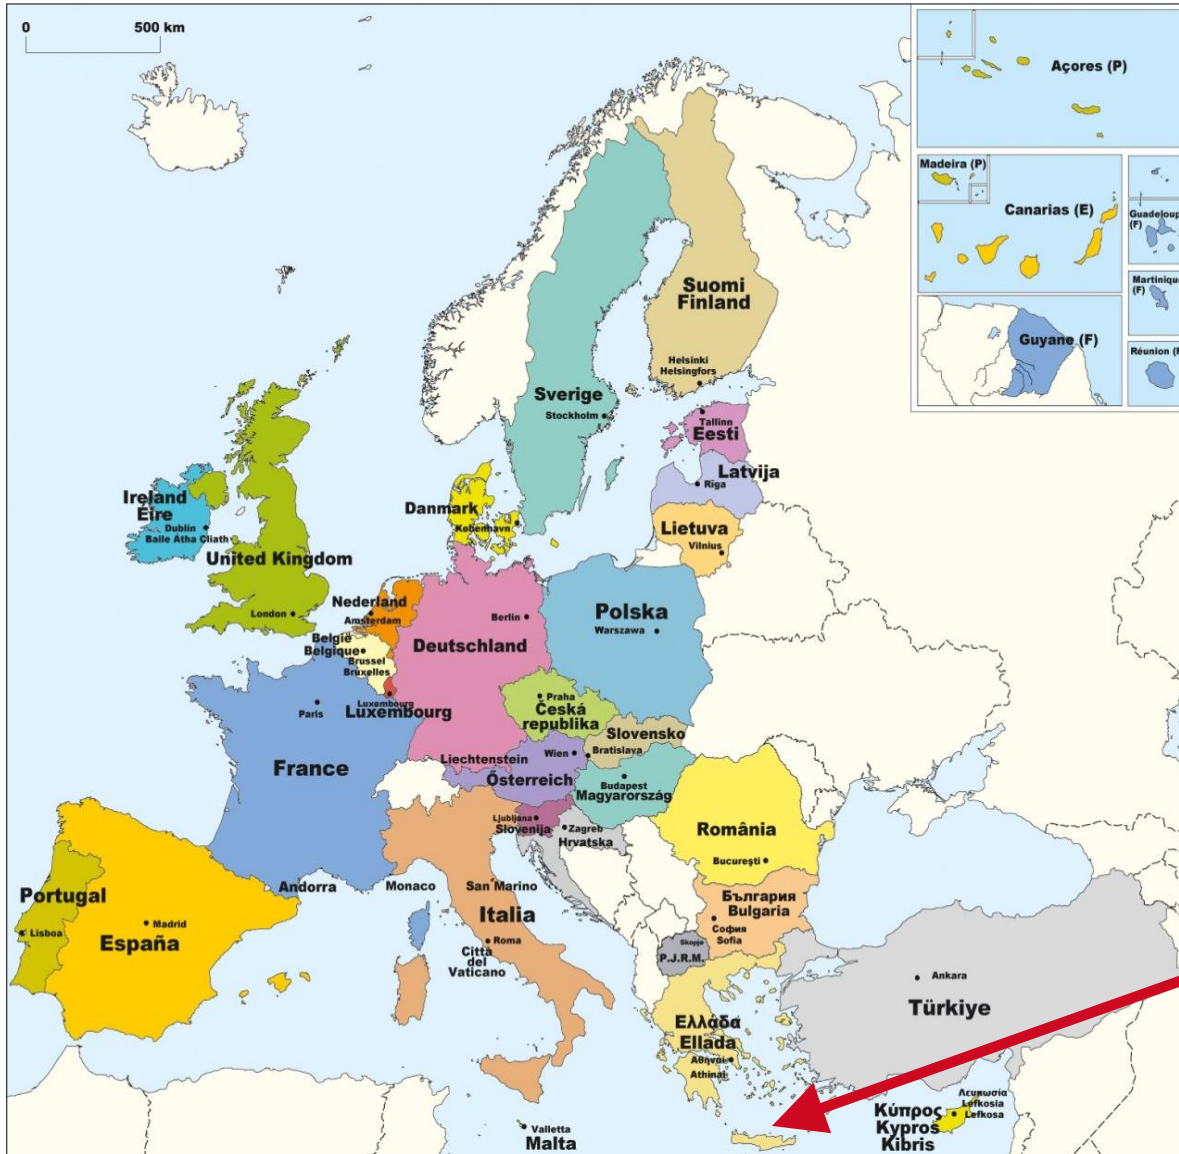 0 500 km
Açores (P)
Madeira (P)
Canarias (E)
Guadeloup
(F)
Martinique
(F)
Guyane (F)
Réunion (F
Suomi
Finland
Helsinki
Helsingfors
Sverige
Stockholm
Tallinn
Eesti
Latvija
Rīga
Lietuva
Vilnius
Danmark
København
Ireland
Éire
Dublin
Baile Átha Cliath
United Kingdom
London
Nederland
Amsterdam
België
Belgique
Brussel
Bruxelles
Luxembourg
Luxembourg
Berlin
Deutschland
Polska
Warszawa
Praha
Česká
republika
Slovensko
Bratislava
Wien
Liechtenstein
Österreich
Budapest
Magyarország
Paris
France
Ljubljana
Slovenija
Zagreb
Hrvatska
România
Bucureşti
България
Bulgaria
София
Sofia
Skopje
P.J.R.M.
Andorra
Monaco
San Marino
Italia
Roma
Città
del
Vaticano
Portugal
Lisboa
Madrid
España
Ankara
Türkiye
Ελλάδα
Ellada
Αθήναι
Athinai
Λευκωσία
Lefkosia
Lefkosa
Κύπρος
Kypros
Kibris
Valletta
Malta